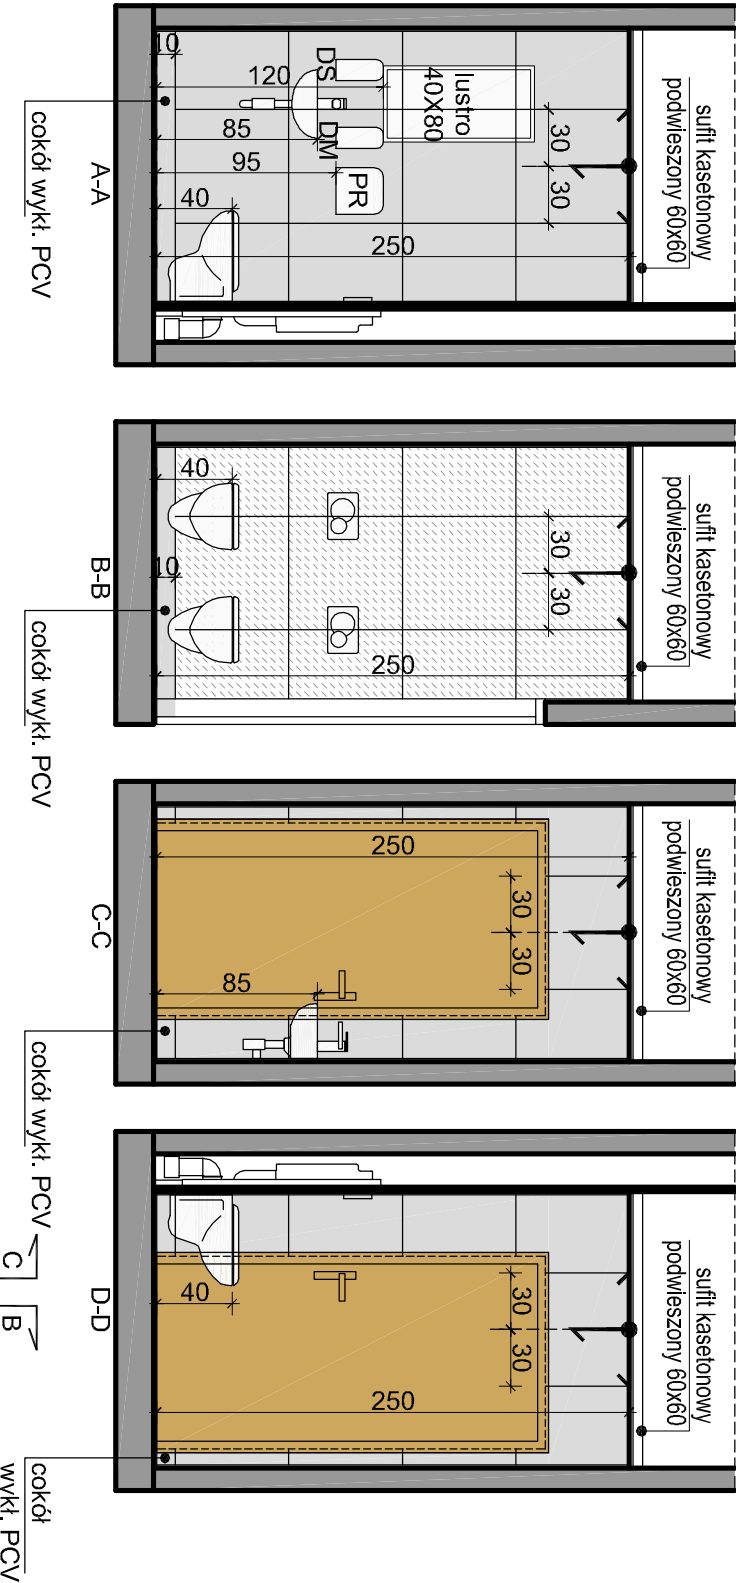 sufit kasetonowy
podwieszony 60x60
30
30
lustro
40X80
DS
DM
PR
120
10
85
95
40
250
A-A
cokół wykł. PCV
sufit kasetonowy
podwieszony 60x60
30
30
40
10
250
B-B
cokół wykł. PCV
sufit kasetonowy
podwieszony 60x60
250
30
30
85
C-C
cokół wykł. PCV
sufit kasetonowy
podwieszony 60x60
30
30
40
250
D-D
cokół
wykł. PCV
C
B